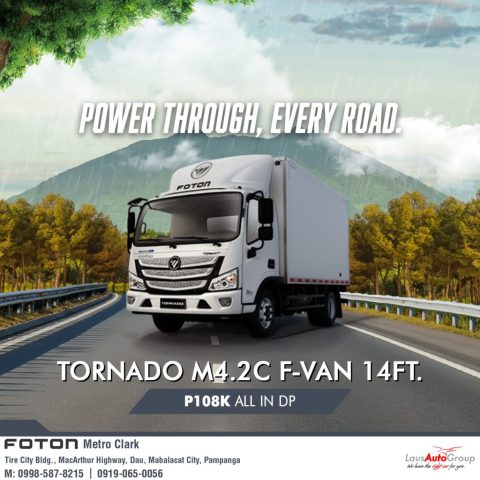 POWER THROUGH, EVERY ROAD.
FOTON
TORNADO
TORNADO M4.2C F-VAN 14FT.
P108K ALL IN DP
FOTON Metro Clark
Tire City Bldg., MacArthur Highway, Dau, Mabalacat City, Pampanga
M: 0998-587-8215 | 0919-065-0056
LausAutoGroup
We have the right car for you.